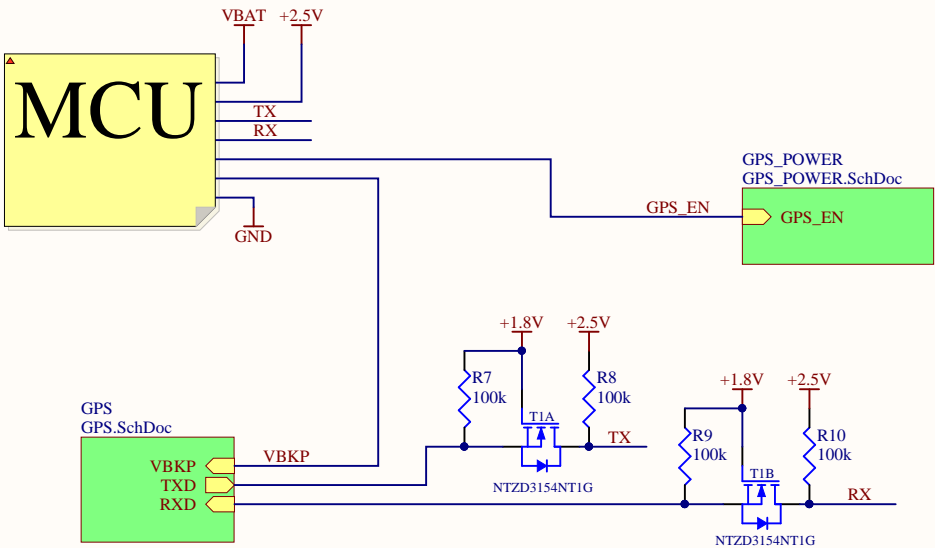 VBAT +2.5V
MCU
TX
RX
GND
GPS_POWER
GPS_POWER.SchDoc
GPS_EN
GPS_EN
+1.8V +2.5V
R7
100k
R8
100k
T1A
TX
NTZD3154NT1G
+1.8V +2.5V
R9
100k
R10
100k
T1B
RX
NTZD3154NT1G
GPS
GPS.SchDoc
VBKP
VBKP
TXD
RXD